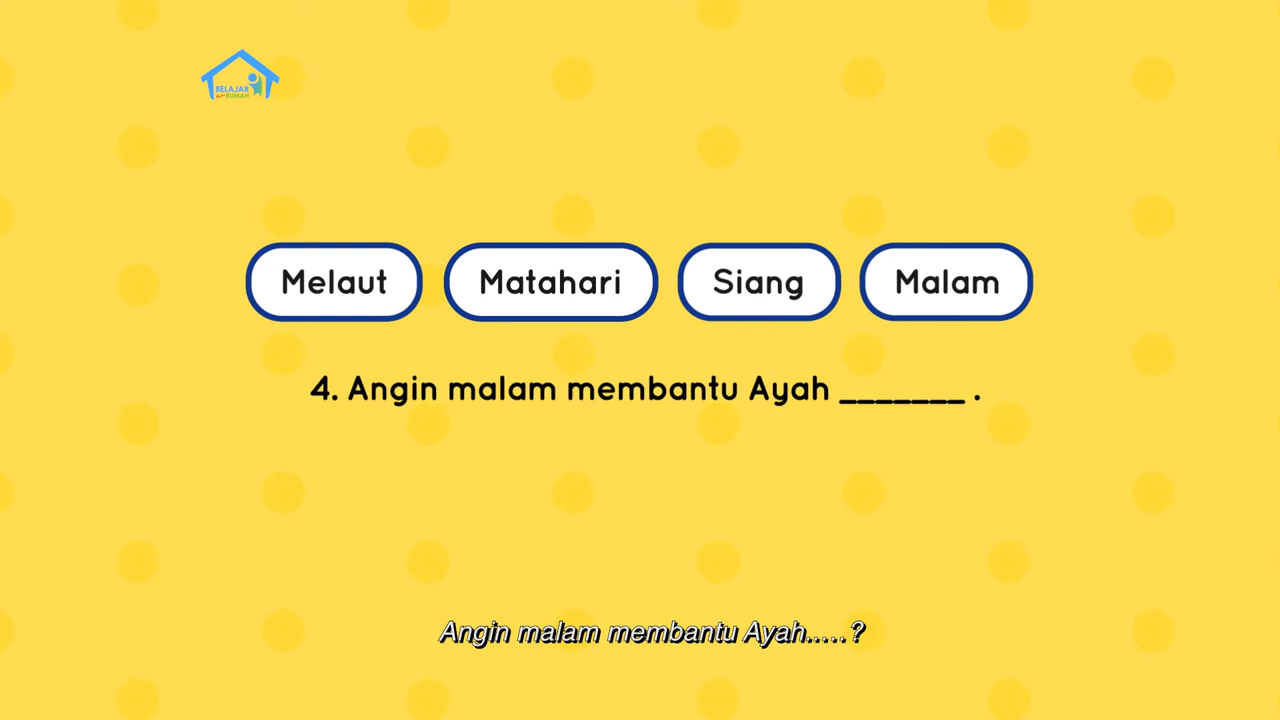 BELAJAR
RUMAH
Melaut Matahari Siang Malam
4. Angin malam membantu Ayah _______ .
Angin malam membantu Ayah.....?